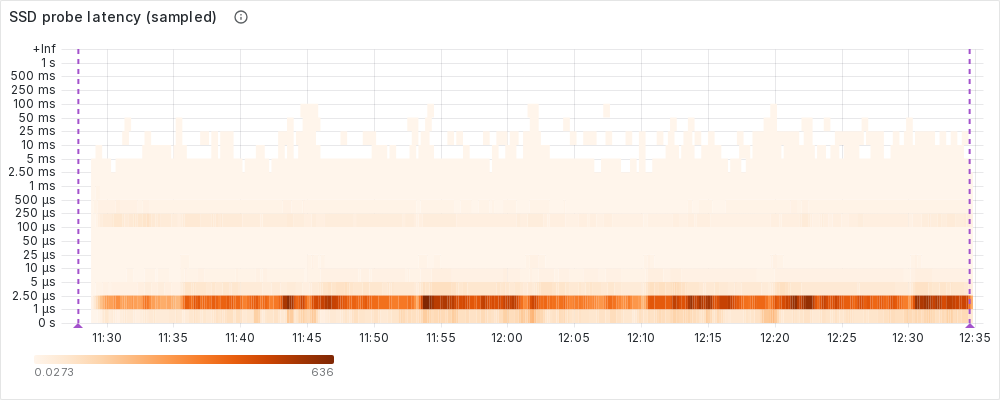 SSD probe latency (sampled)
+Inf
1 s
500 ms
250 ms
100 ms
50 ms
25 ms
10 ms
5 ms
2.50 ms
1 ms
500 µs
250 µs
100 µs
50 µs
25 µs
10 µs
5 µs
2.50 µs
1 µs
0 s
11:30 11:35 11:40 11:45 11:50 11:55 12:00 12:05 12:10 12:15 12:20 12:25 12:30 12:35
0.0273 636